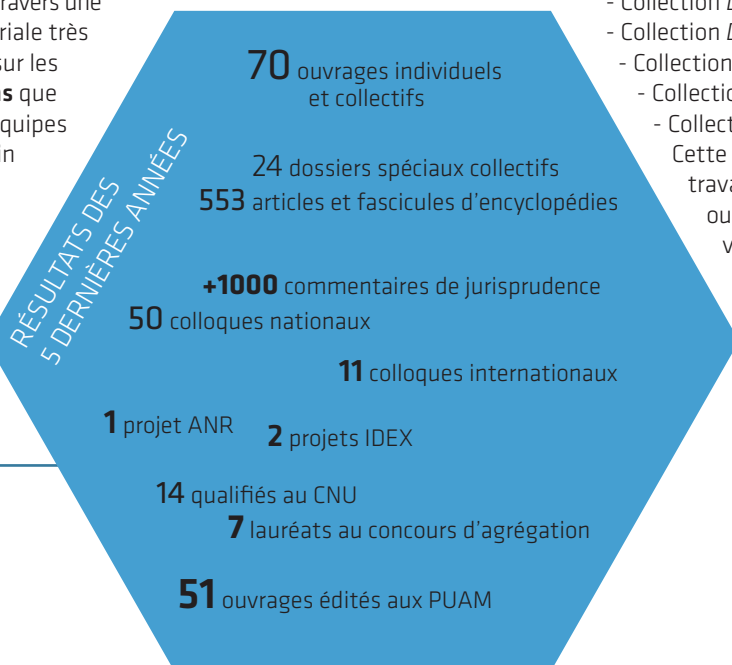 travers une
riale très
sur les
que
quipes
RÉSULTATS DES
5 DERNIÈRES ANNÉES
70 ouvrages individuels
et collectifs
24 dossiers spéciaux collectifs
553 articles et fascicules d'encyclopédies
+1000 commentaires de jurisprudence
50 colloques nationaux
11 colloques internationaux
1 projet ANR
2 projets IDEX
14 qualifiés au CNU
7 lauréats au concours d'agrégation
51 ouvrages édités aux PUAM
- Collection
- Collection
- Collection
- Collectio
- Collect
Cette
trava
ou
v